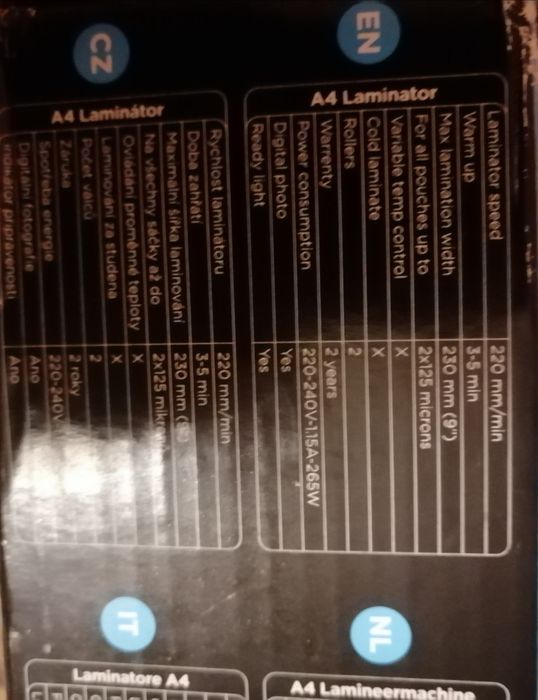 EN
A4 Laminator
Laminator speed 220 mm/min
Warm up 3-5 min
Max lamination width 230 mm (9")
For all pouches up to 2x125 microns
Variable temp control X
Cold laminate X
Rollers 2
Warrenty 2 years
Power consumption 220-240V-1.15A-265W
Digital photo Yes
Ready light Yes
CZ
A4 Laminátor
Rychlost laminátoru 220 mm/min
Doba zahřátí 3-5 min
Maximální šířka laminování 230 mm
Na všechny sáčky až do 2x125
Ovládání proměnné teploty X
Laminování za studena X
Počet válců 2
Záruka 2 roky
Spotřeba energie 220-240V
Digitální fotografie Ano
Indikátor připravenosti Ano
NL
A4 Lamineermachine
IT
Laminatore A4